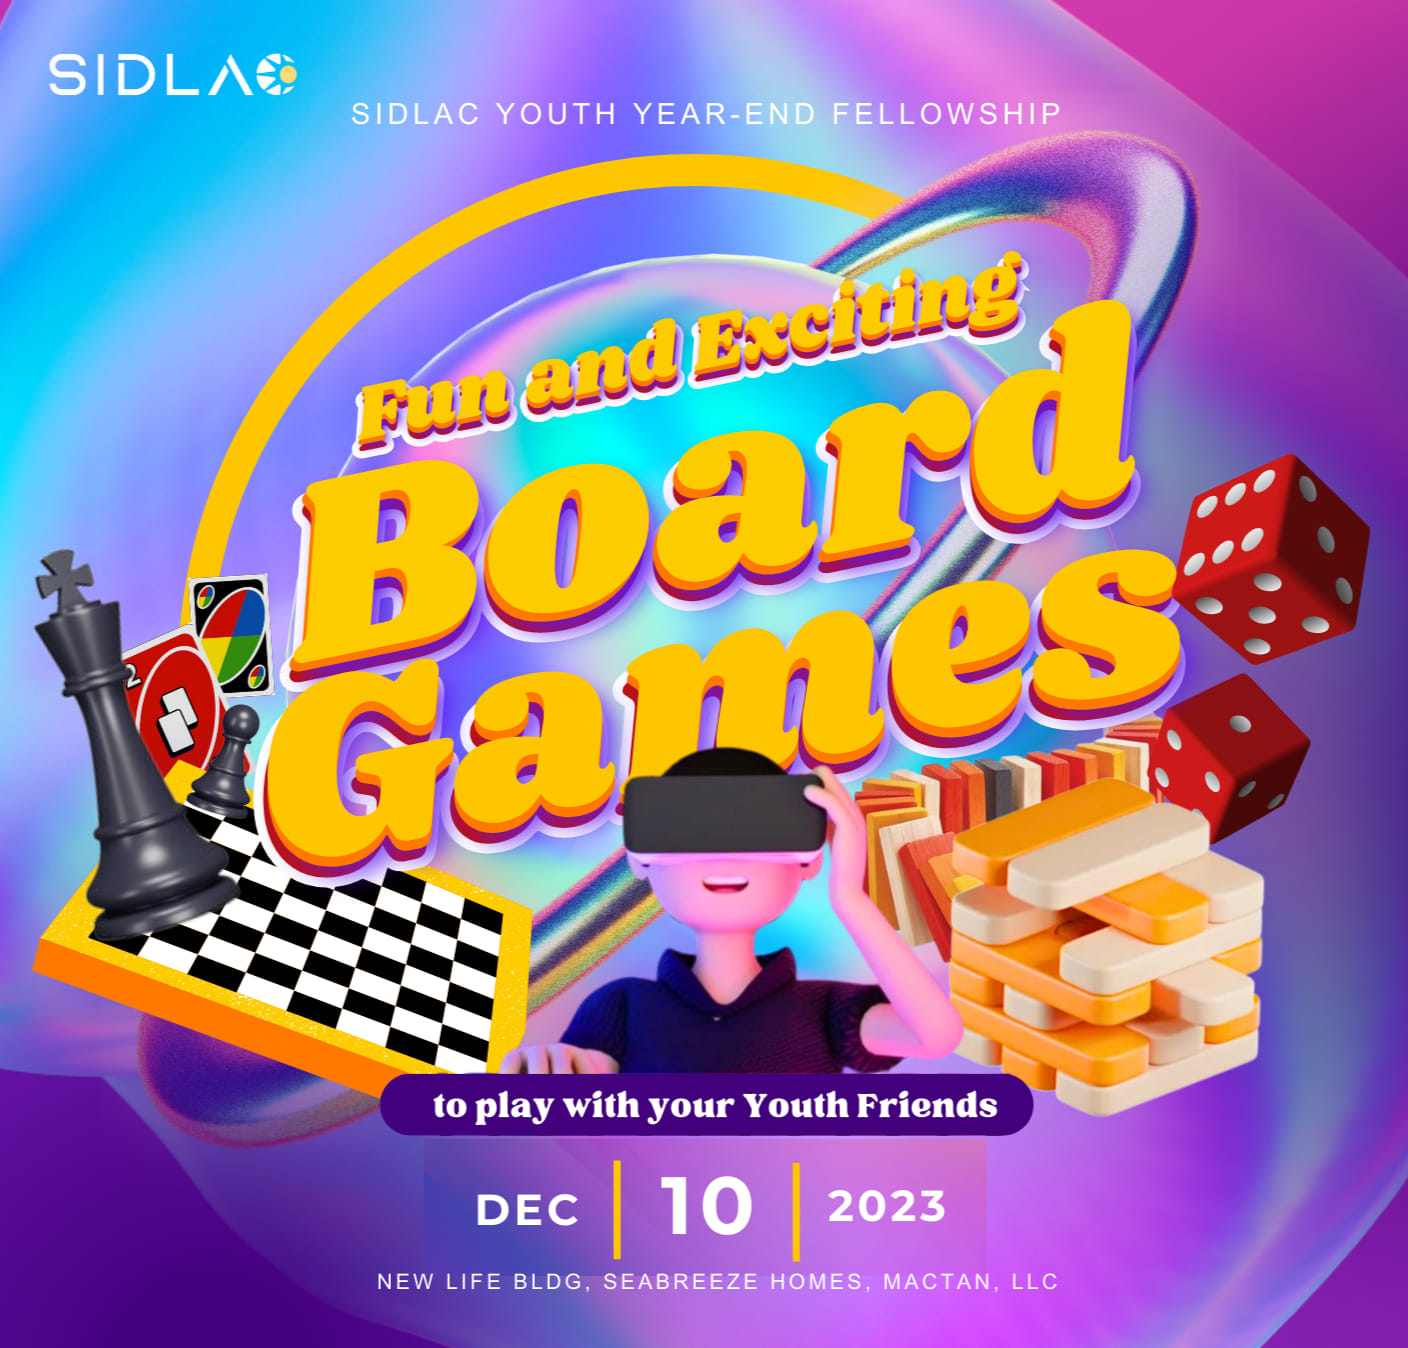 SIDLAC
SIDLAC YOUTH YEAR-END FELLOWSHIP
Fun and Exciting
Board
Games
2
to play with your Youth Friends
DEC | 10 | 2023
NEW LIFE BLDG, SEABREEZE HOMES, MACTAN, LLC